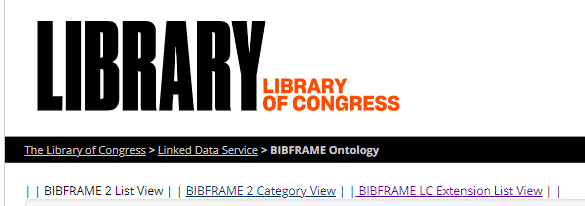 LIBRARY
LIBRARY
OF CONGRESS
The Library of Congress > Linked Data Service > BIBFRAME Ontology
| | BIBFRAME 2 List View | | BIBFRAME 2 Category View | | BIBFRAME LC Extension List View | |